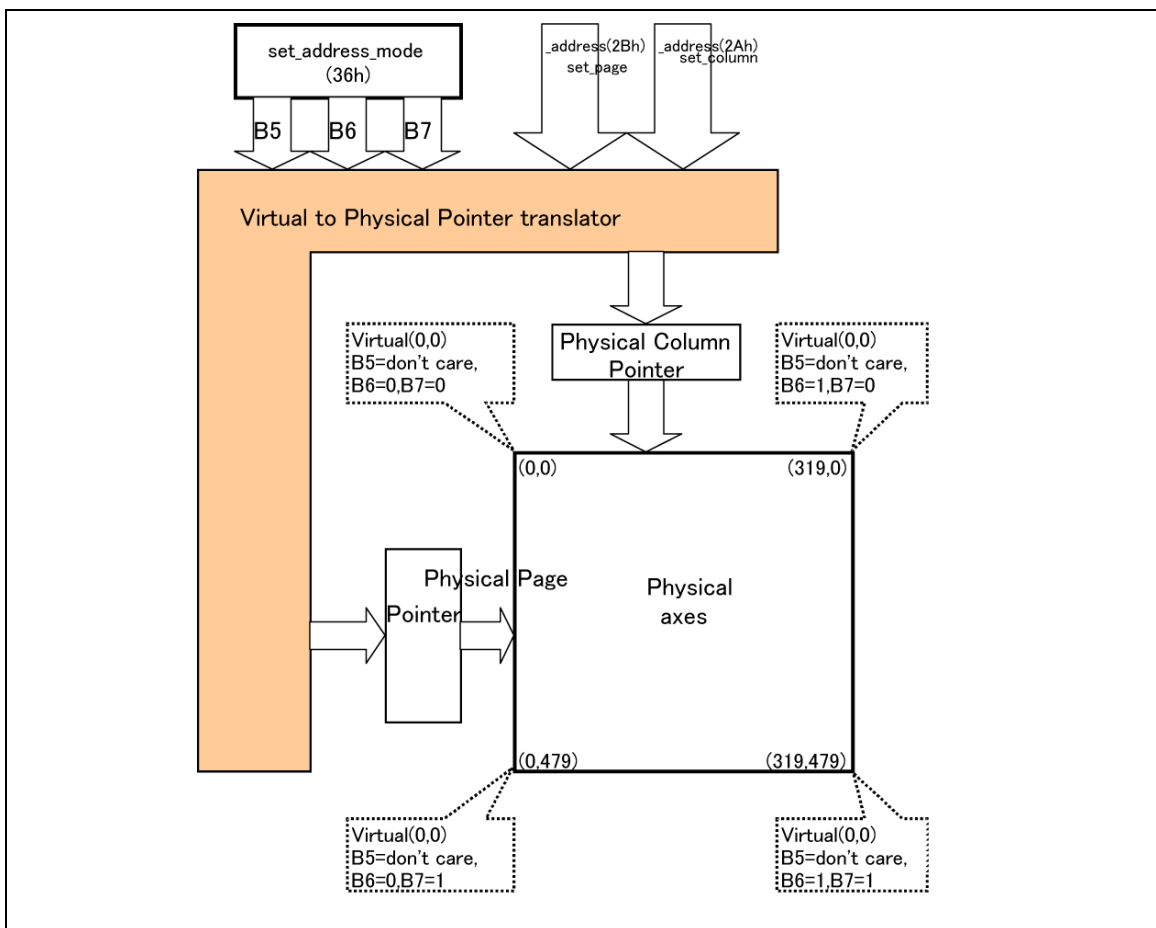 set_address_mode
(36h)
_address(2Bh)
set_page
_address(2Ah)
set_column
B5
B6
B7
Virtual to Physical Pointer translator
Virtual(0,0)
B5=don't care,
B6=0,B7=0
Physical Column
Pointer
Virtual(0,0)
B5=don't care,
B6=1,B7=0
(0,0)
(319,0)
Physical Page
Pointer
Physical
axes
(0,479)
(319,479)
Virtual(0,0)
B5=don't care,
B6=0,B7=1
Virtual(0,0)
B5=don't care,
B6=1,B7=1